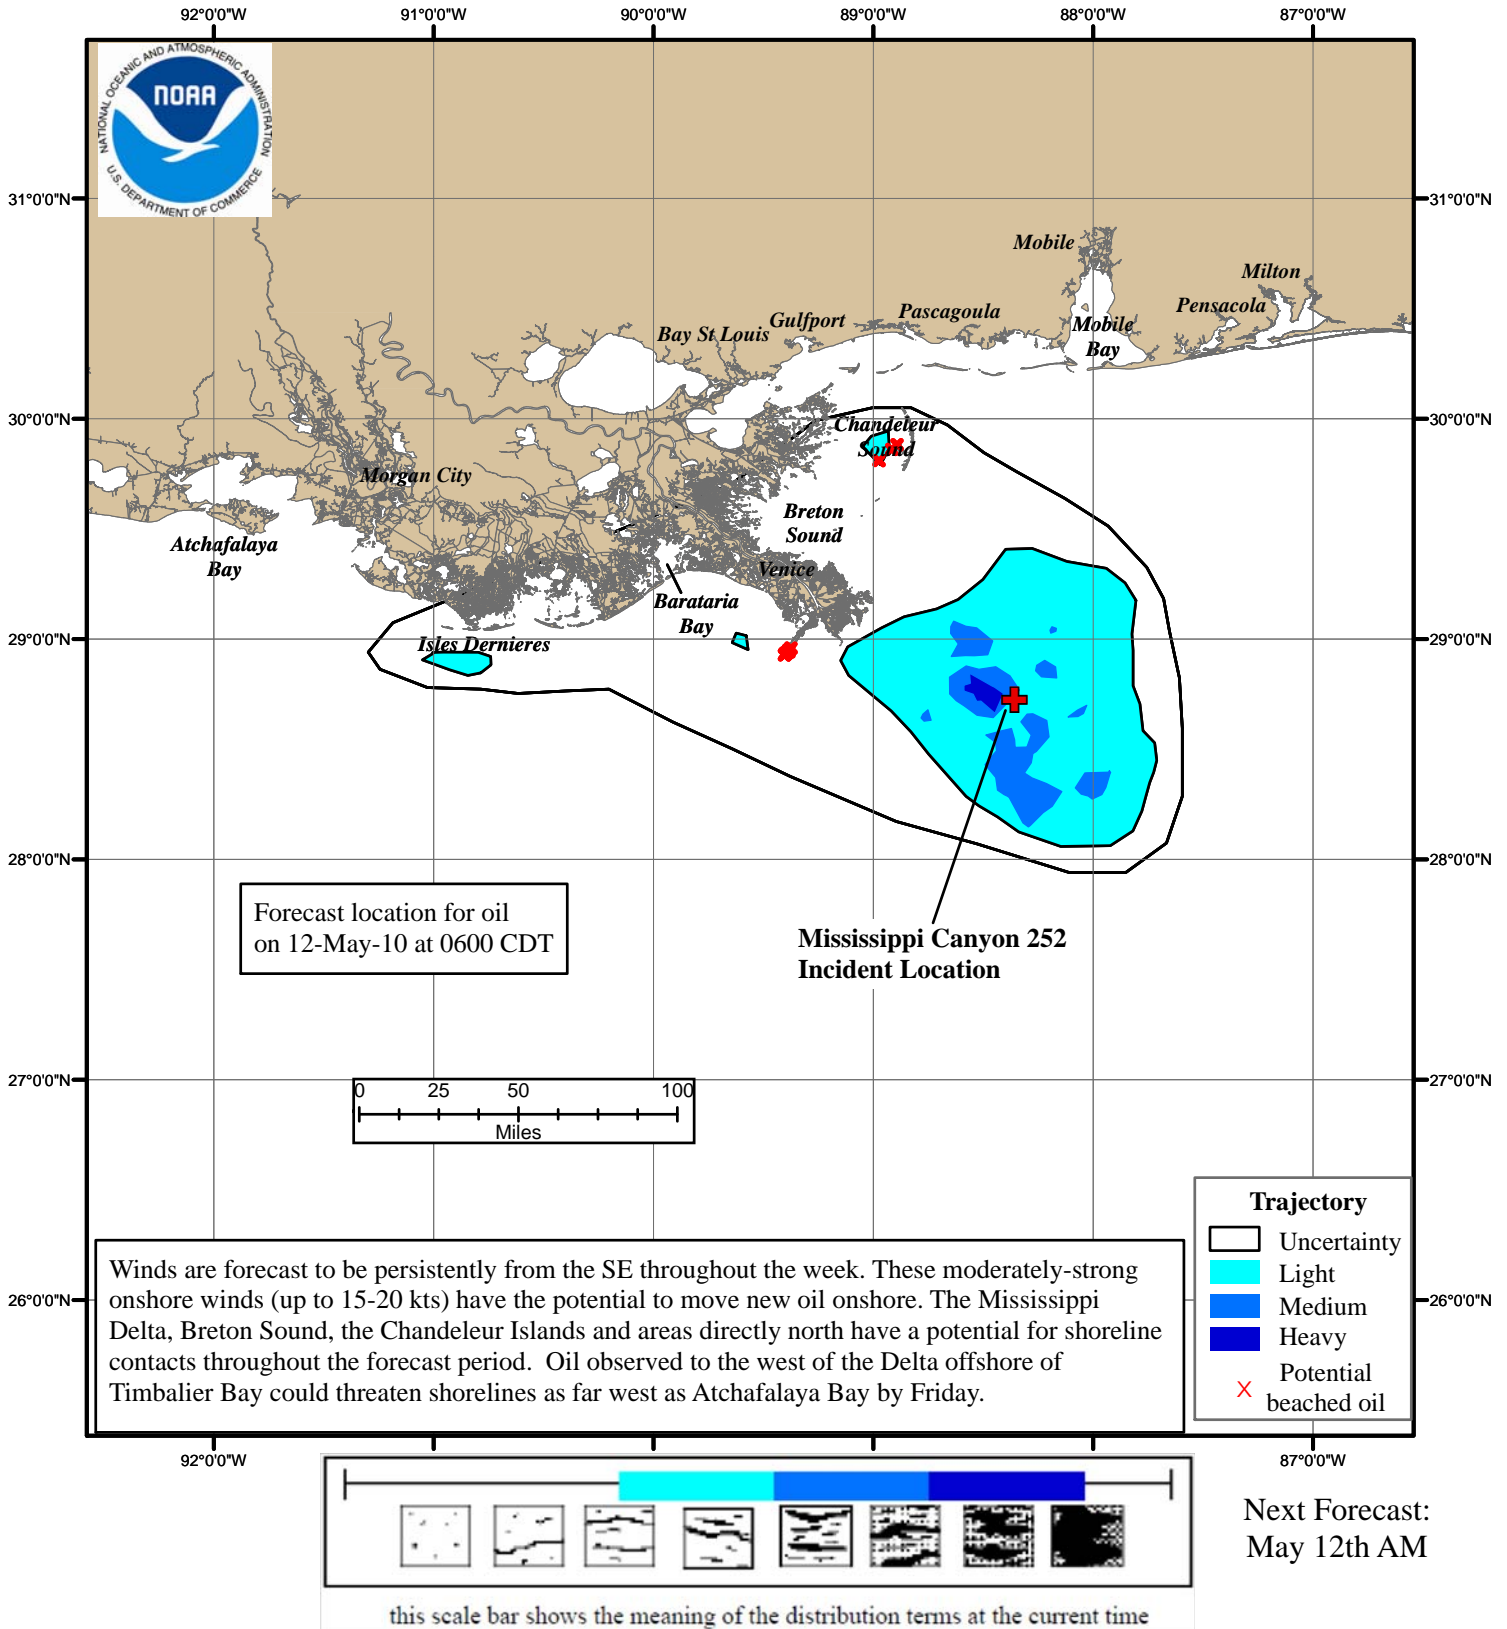 92°0'0"W
91°0'0"W
90°0'0"W
89°0'0"W
88°0'0"W
87°0'0"W
NATIONAL OCEANIC AND ATMOSPHERIC ADMINISTRATION
NOAA
U.S. DEPARTMENT OF COMMERCE
31°0'0"N
31°0'0"N
Mobile
Milton
Pensacola
Pascagoula
Gulfport
Bay St Louis
Mobile
Bay
30°0'0"N
30°0'0"N
Chandeleur
Sound
Morgan City
Breton
Sound
Atchafalaya
Bay
Venice
Barataria
Bay
29°0'0"N
29°0'0"N
Isles Dernieres
28°0'0"N
28°0'0"N
Forecast location for oil
on 12-May-10 at 0600 CDT
Mississippi Canyon 252
Incident Location
27°0'0"N
27°0'0"N
0 25 50 100
Miles
26°0'0"N
26°0'0"N
Trajectory
Uncertainty
Light
Medium
Heavy
Potential
beached oil
Winds are forecast to be persistently from the SE throughout the week. These moderately-strong
onshore winds (up to 15-20 kts) have the potential to move new oil onshore. The Mississippi
Delta, Breton Sound, the Chandeleur Islands and areas directly north have a potential for shoreline
contacts throughout the forecast period.  Oil observed to the west of the Delta offshore of
Timbalier Bay could threaten shorelines as far west as Atchafalaya Bay by Friday.
92°0'0"W
87°0'0"W
Next Forecast:
May 12th AM
this scale bar shows the meaning of the distribution terms at the current time